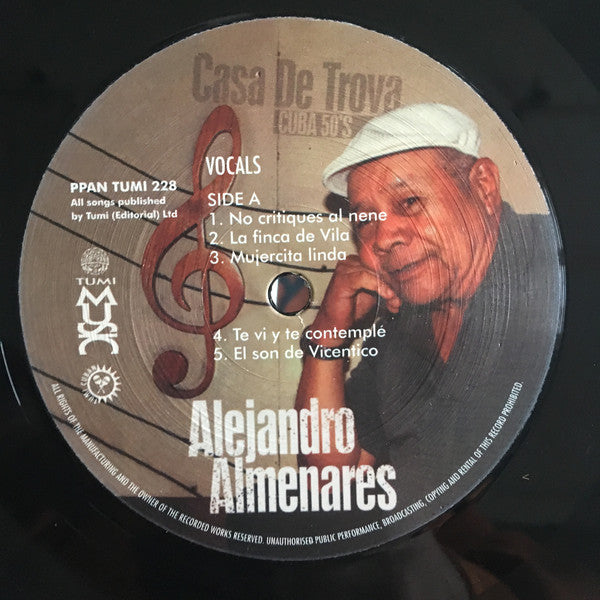 Casa De Trova
CUBA 50'S
VOCALS
PPAN TUMI 228
All songs published
by Tumi (Editorial) Ltd
SIDE A
1. No critiques al nene
2. La finca de Vila
3. Mujercita linda
4. Te vi y te contemplé
5. El son de Vicentico
TUMI
MUSIC
Alejandro
Almenares
ALL RIGHTS OF THE MANUFACTURING AND THE OWNER OF THE RECORDED WORKS RESERVED. UNAUTHORISED PUBLIC PERFORMANCE, BROADCASTING, COPYING AND RENTAL OF THIS RECORD PROHIBITED.